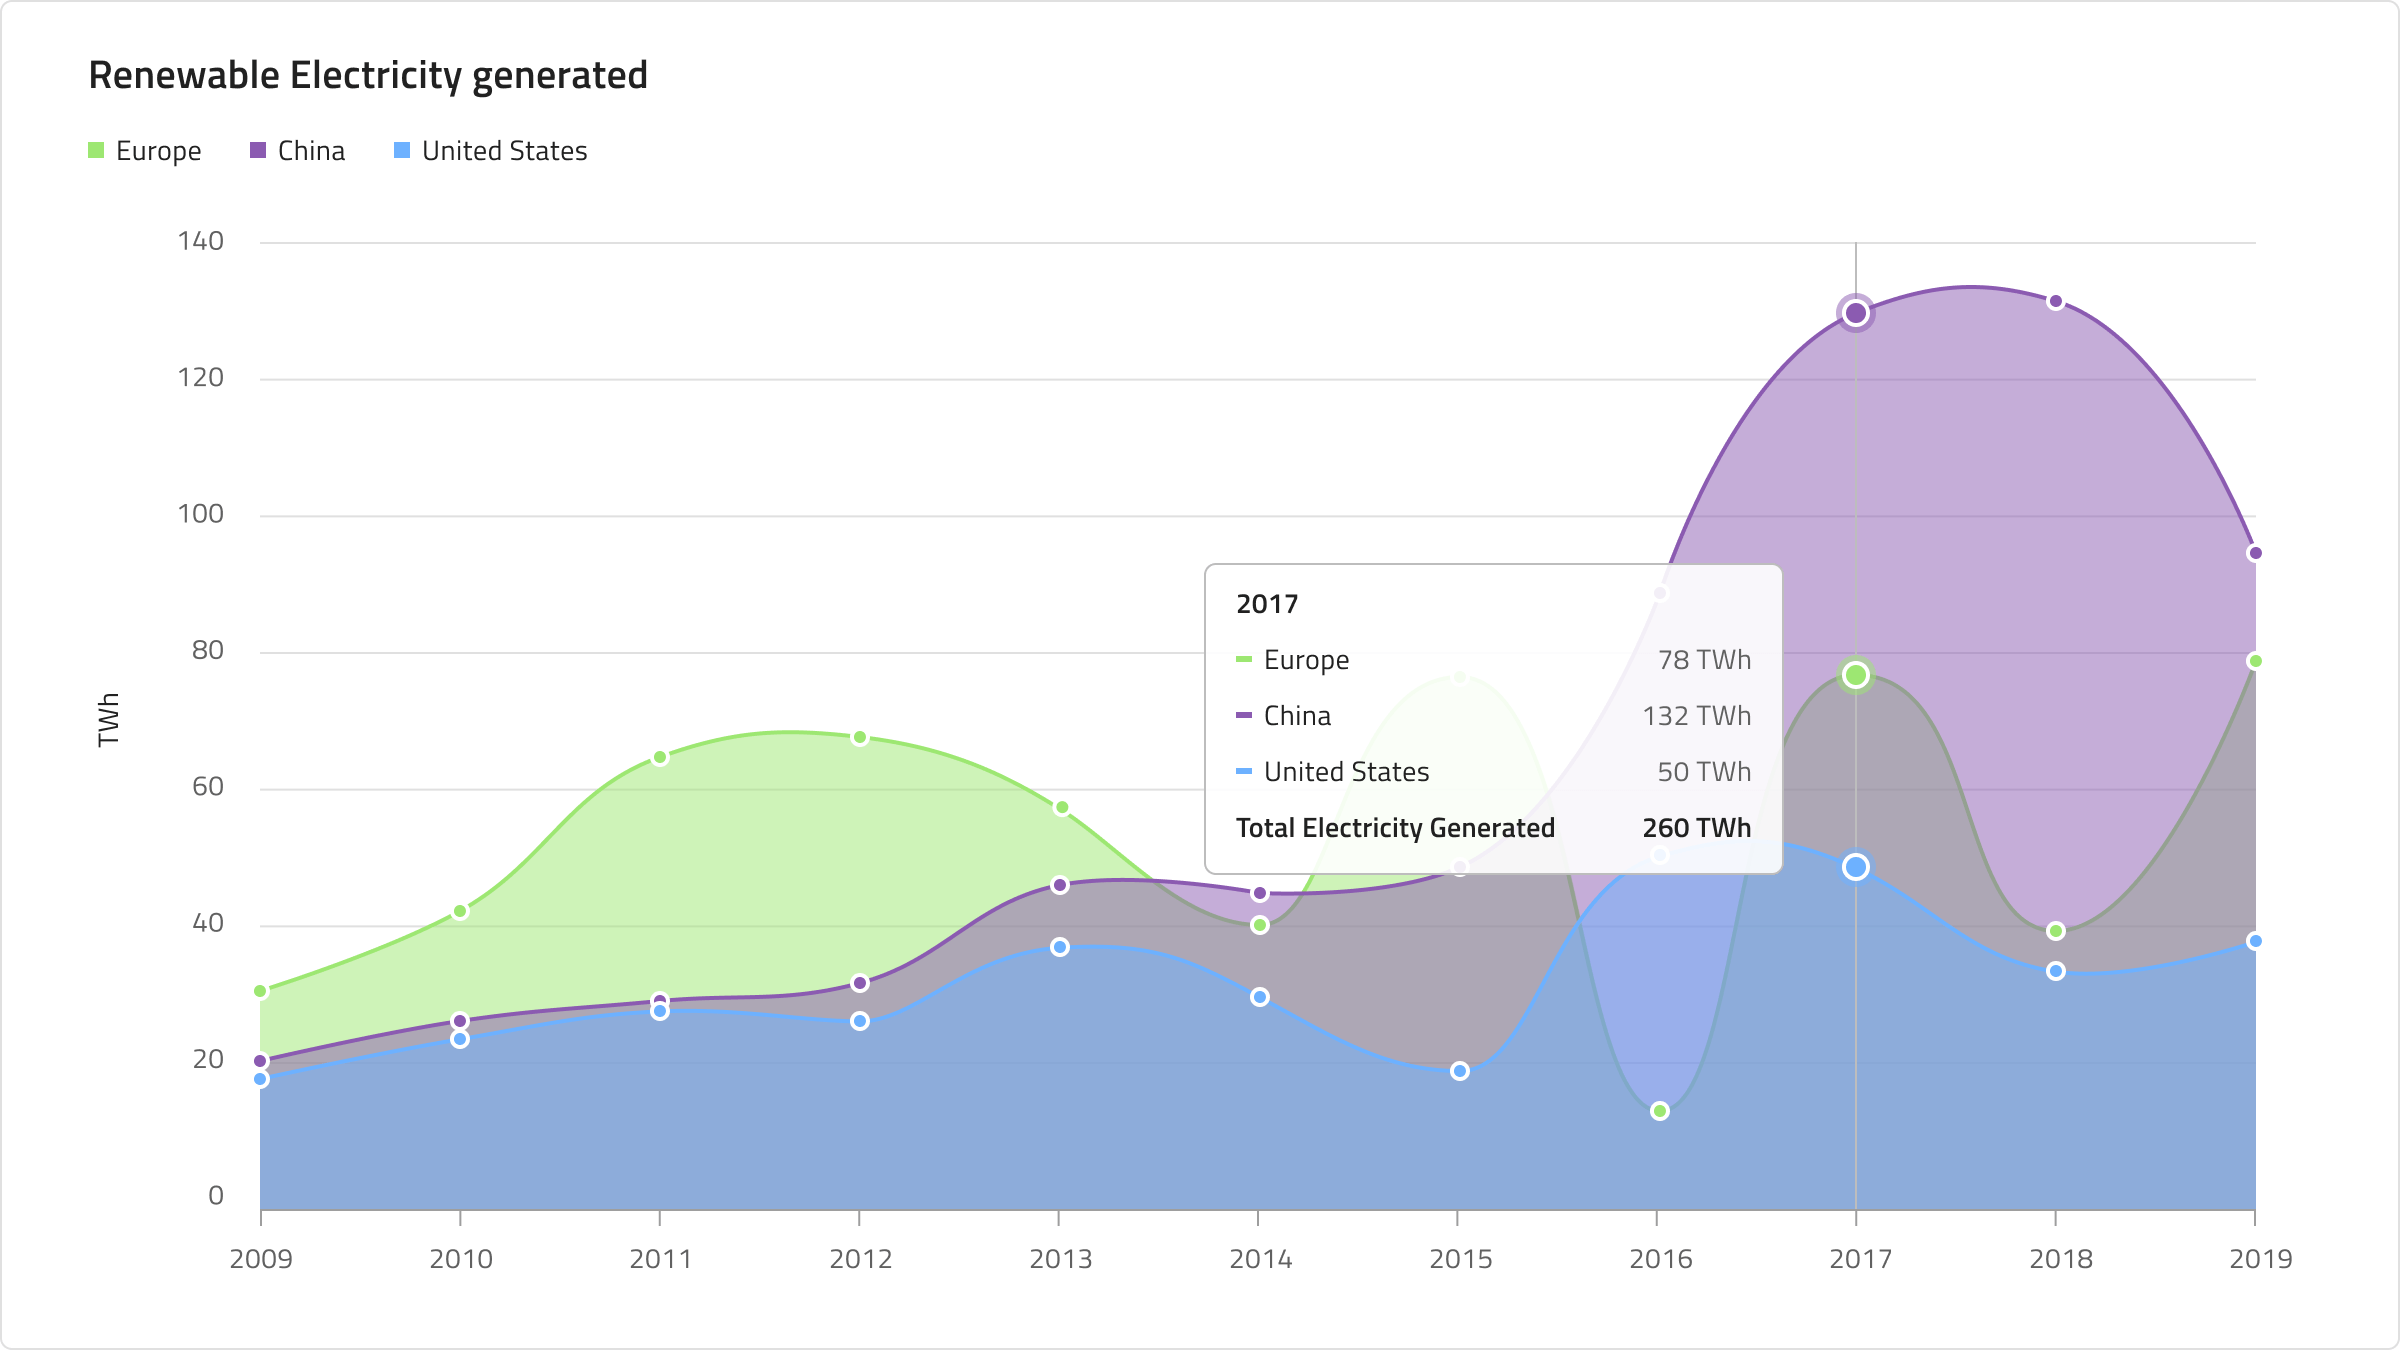 Renewable Electricity generated
Europe China United States
140
120
100
80
60
40
20
0
TWh
2017
Europe 78 TWh
China 132 TWh
United States 50 TWh
Total Electricity Generated 260 TWh
2009 2010 2011 2012 2013 2014 2015 2016 2017 2018 2019